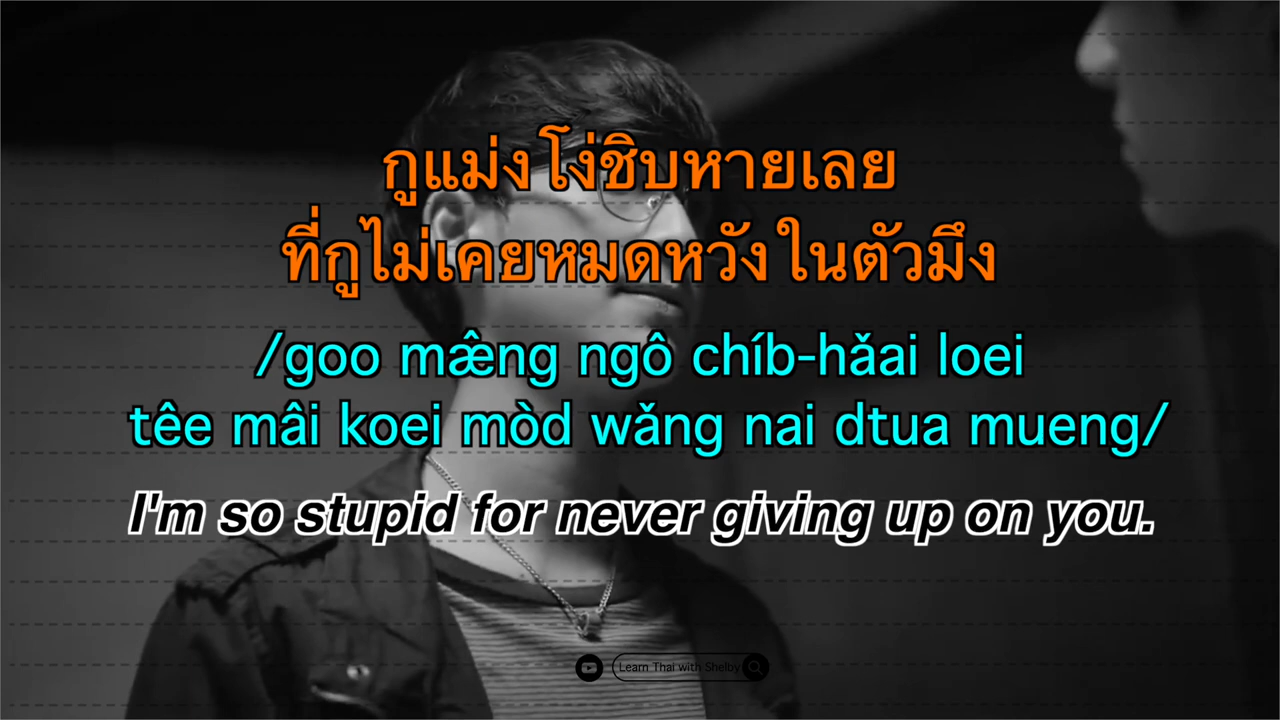 กูแม่ง โง่ชิบหายเลย
ที่กูไม่เคยหมดหวัง ในตัวมึง
/goo mæ̂ng ngô chíb-hǎai loei
têe mâi koei mòd wǎng nai dtua mueng/
I'm so stupid for never giving up on you.
Learn Thai with Shelby